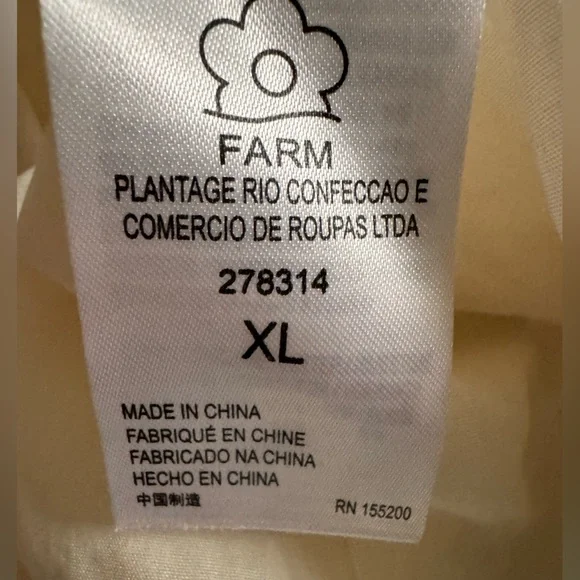 FARM
PLANTAGE RIO CONFECCAO E
COMERCIO DE ROUPAS LTDA
278314
XL
MADE IN CHINA
FABRIQUÉ EN CHINE
FABRICADO NA CHINA
HECHO EN CHINA
中国制造
RN 155200